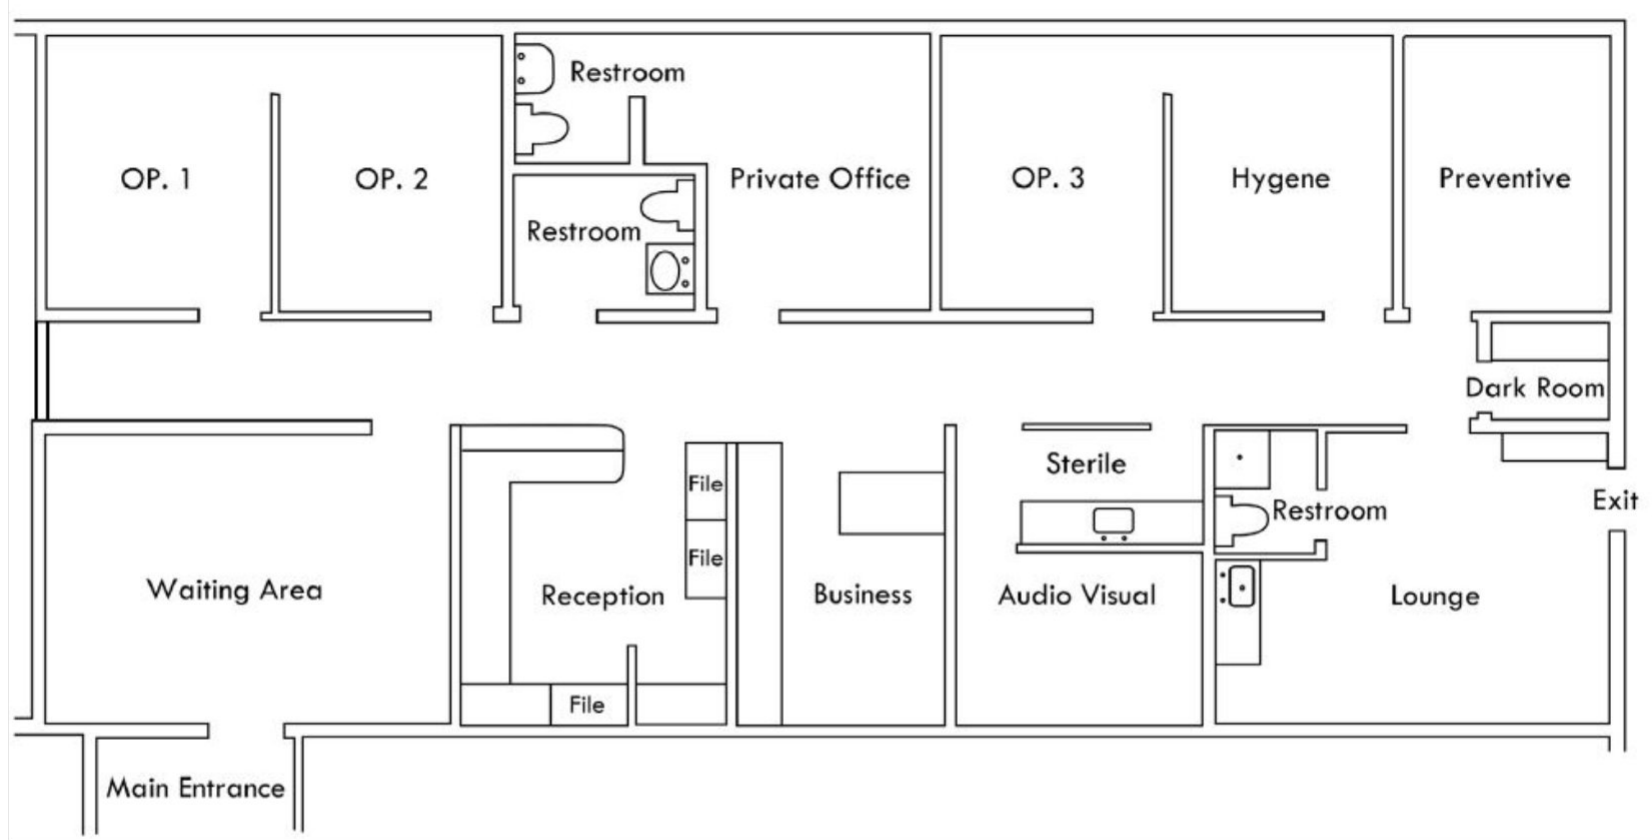 Restroom
OP. 1
OP. 2
Private Office
OP. 3
Hygene
Preventive
Restroom
Dark Room
Sterile
File
Exit
Restroom
File
Waiting Area
Reception
Business
Audio Visual
Lounge
File
Main Entrance